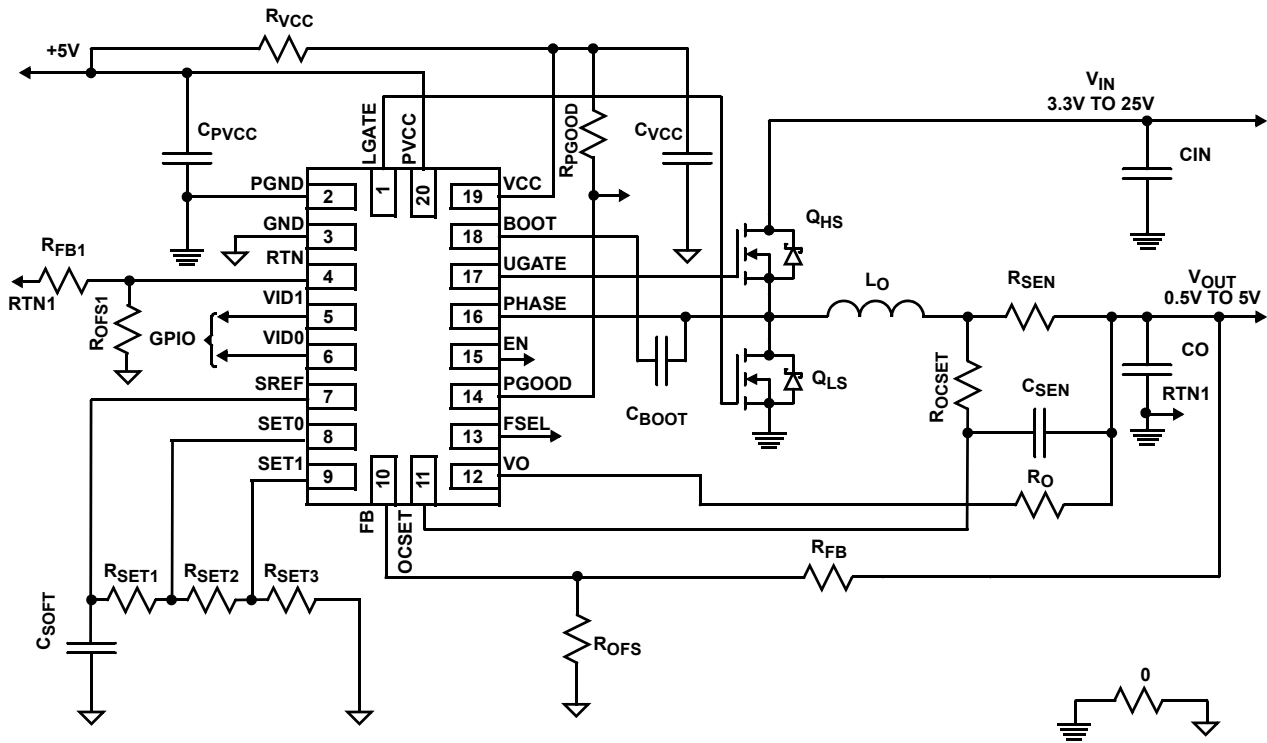 RVCC
+5V
VIN
3.3V TO 25V
CPVCC
LGATE
PVCC
RPGOOD
CVCC
CIN
PGND
2
1
20
19
VCC
GND
3
18
BOOT
QHS
RFB1
RTN
4
17
UGATE
RTN1
LO
RSEN
VOUT
0.5V TO 5V
ROFS1
VID1
5
16
PHASE
GPIO
VID0
6
15
EN
QLS
CO
SREF
7
14
PGOOD
CBOOT
ROCSET
CSEN
RTN1
SET0
8
13
FSEL
SET1
9
10
11
12
VO
RO
FB
OCSET
RFB
RSET1
RSET2
RSET3
CSOFT
ROFS
0